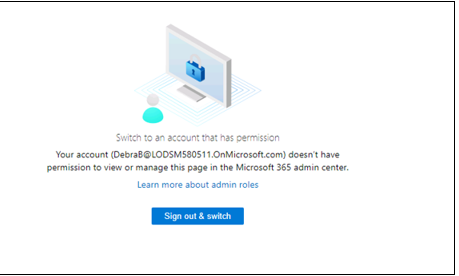 Switch to an account that has permission
Your account (DebraB@LODSM580511.OnMicrosoft.com) doesn't have
permission to view or manage this page in the Microsoft 365 admin center.
Learn more about admin roles
Sign out & switch